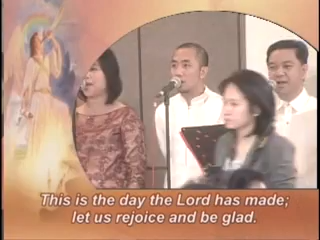 This is the day the Lord has made;
let us rejoice and be glad.